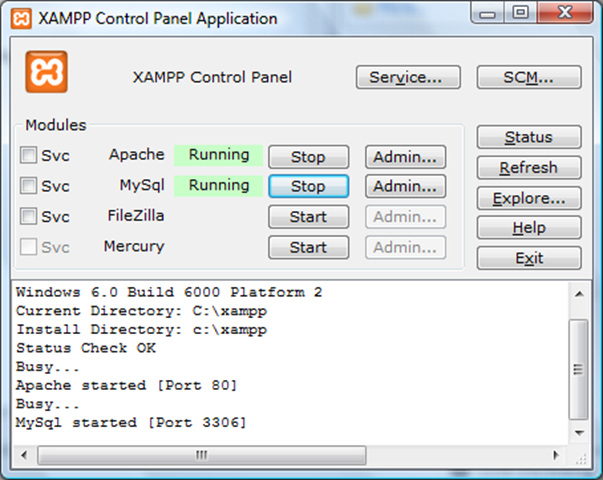 XAMPP Control Panel Application
XAMPP Control Panel Service... SCM...
Modules
Svc Apache Running Stop Admin...
Svc MySql Running Stop Admin...
Svc FileZilla Start Admin...
Svc Mercury Start Admin...
Status
Refresh
Explore...
Help
Exit
Windows 6.0 Build 6000 Platform 2
Current Directory: C:\xampp
Install Directory: c:\xampp
Status Check OK
Busy...
Apache started [Port 80]
Busy...
MySql started [Port 3306]